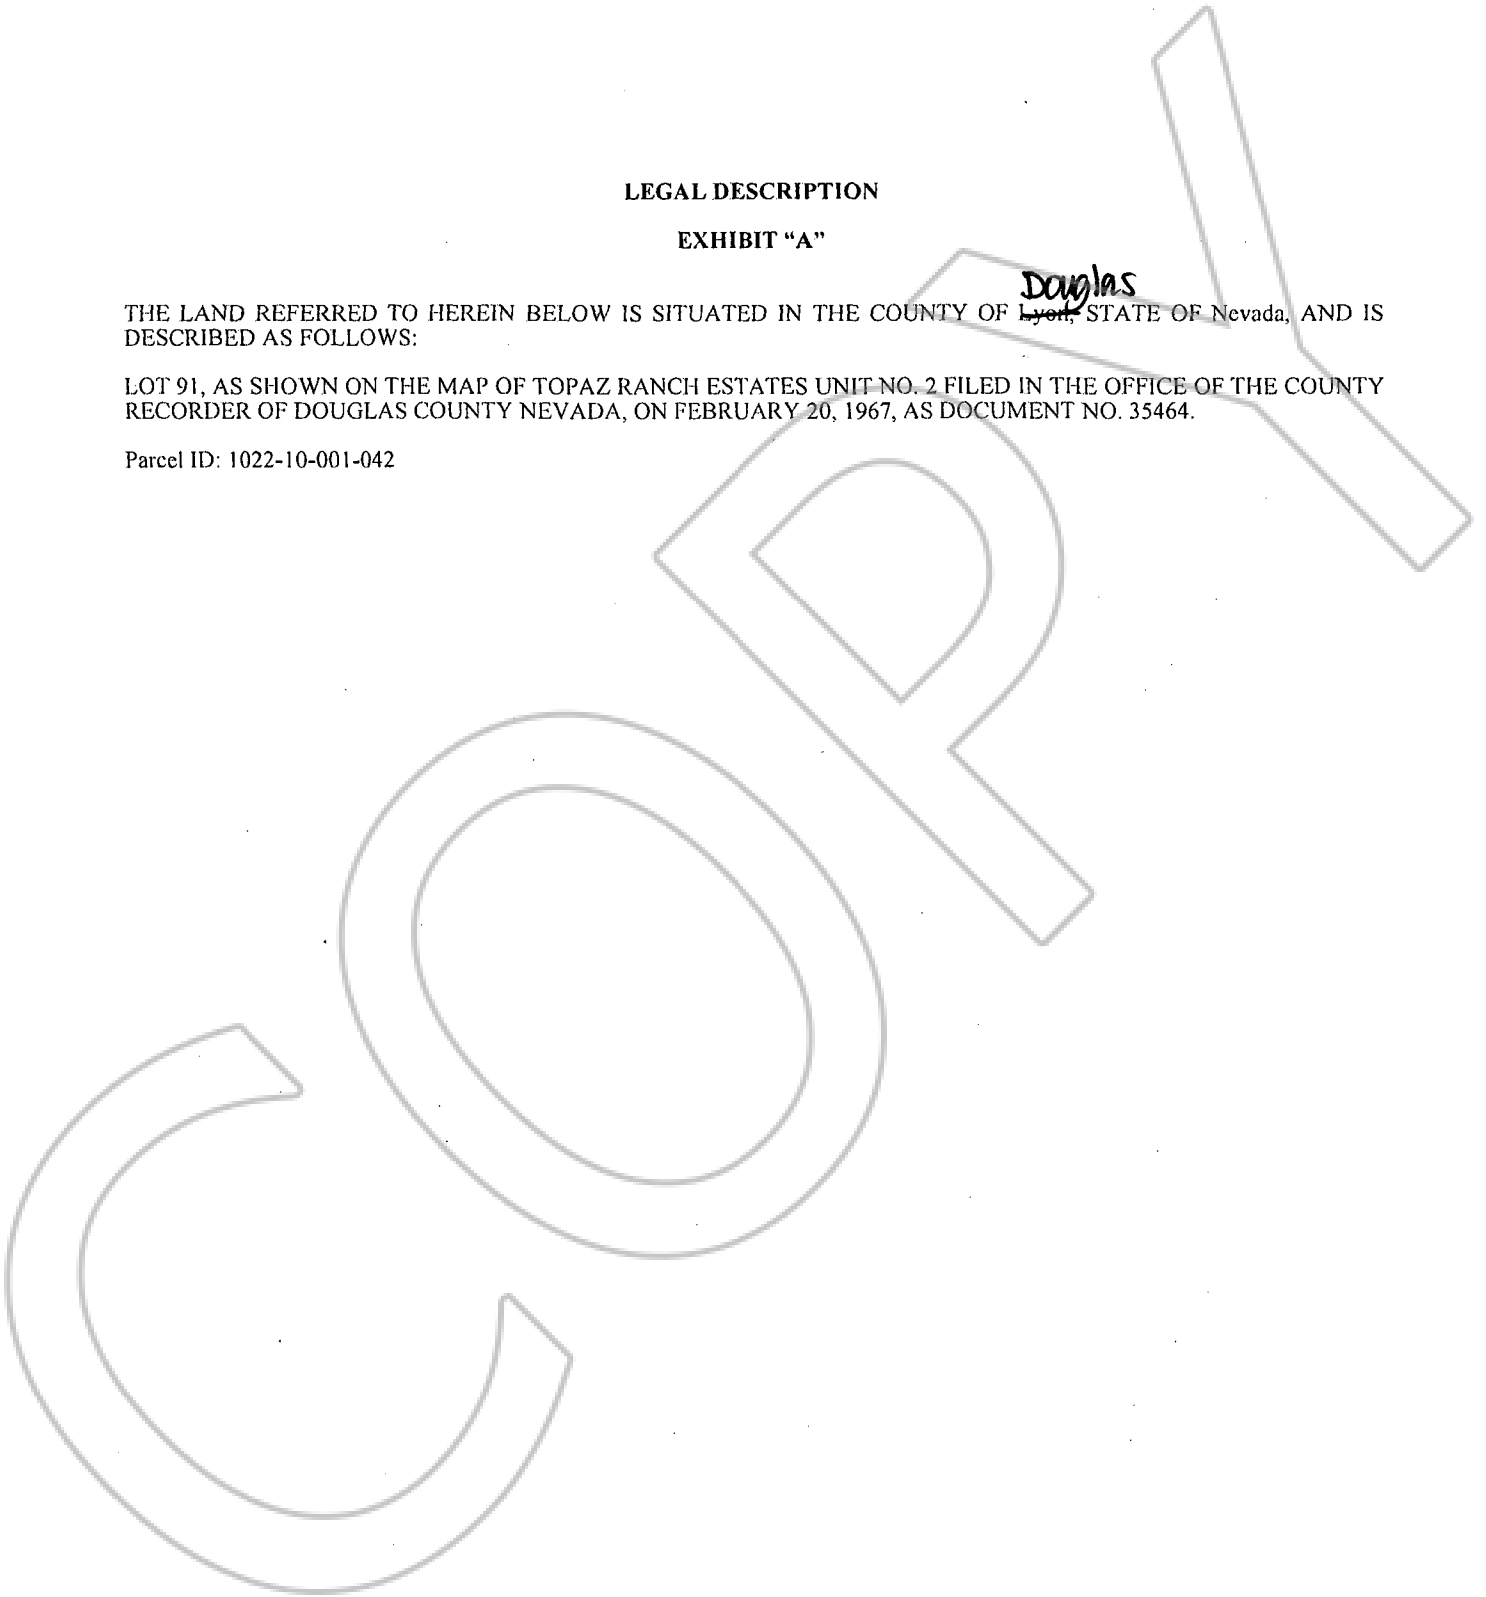 LEGAL DESCRIPTION
EXHIBIT “A”
Douglas
THE LAND REFERRED TO HEREIN BELOW IS SITUATED IN THE COUNTY OF Lyon, STATE OF Nevada, AND IS
DESCRIBED AS FOLLOWS:
LOT 91, AS SHOWN ON THE MAP OF TOPAZ RANCH ESTATES UNIT NO. 2 FILED IN THE OFFICE OF THE COUNTY
RECORDER OF DOUGLAS COUNTY NEVADA, ON FEBRUARY 20, 1967, AS DOCUMENT NO. 35464.
Parcel ID: 1022-10-001-042
COPY